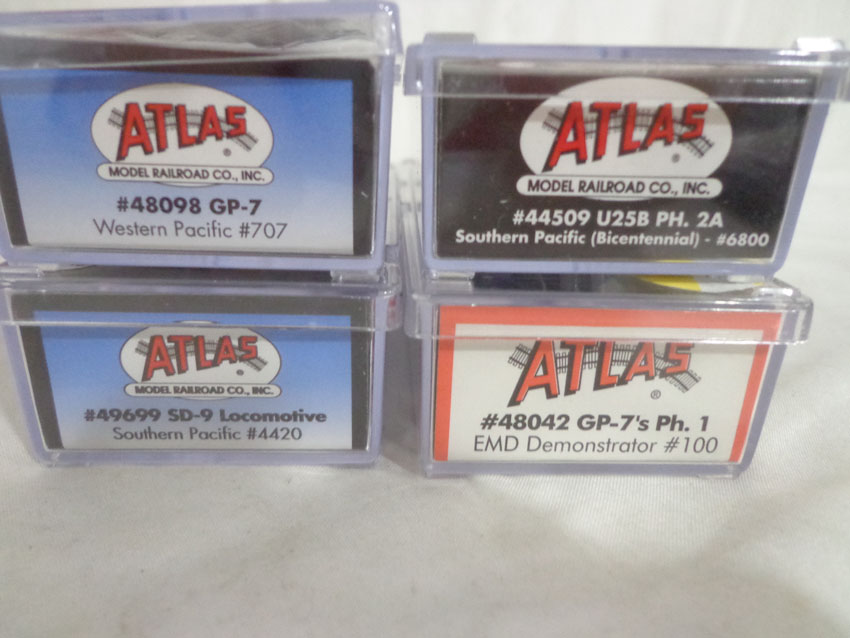 ATLAS
®
MODEL RAILROAD CO., INC.
#48098 GP-7
Western Pacific #707
ATLAS
®
MODEL RAILROAD CO., INC.
#44509 U25B PH. 2A
Southern Pacific (Bicentennial) - #6800
ATLAS
®
MODEL RAILROAD CO., INC.
#49699 SD-9 Locomotive
Southern Pacific #4420
ATLAS
®
#48042 GP-7's Ph. 1
EMD Demonstrator #100